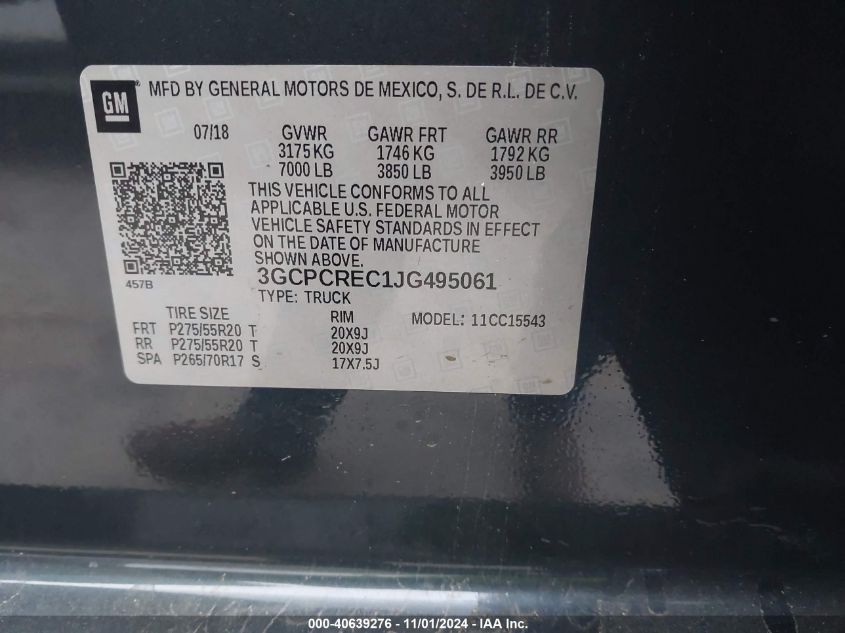 GM
® MFD BY GENERAL MOTORS DE MEXICO, S. DE R.L. DE C.V.
07/18 GVWR GAWR FRT GAWR RR
3175 KG 1746 KG 1792 KG
7000 LB 3850 LB 3950 LB
THIS VEHICLE CONFORMS TO ALL
APPLICABLE U.S. FEDERAL MOTOR
VEHICLE SAFETY STANDARDS IN EFFECT
ON THE DATE OF MANUFACTURE
SHOWN ABOVE.
457B 3GCPCREC1JG495061
TYPE: TRUCK
TIRE SIZE RIM MODEL: 11CC15543
FRT P275/55R20 T 20X9J
RR P275/55R20 T 20X9J
SPA P265/70R17 S 17X7.5J
000-40639276 - 11/01/2024 - IAA Inc.